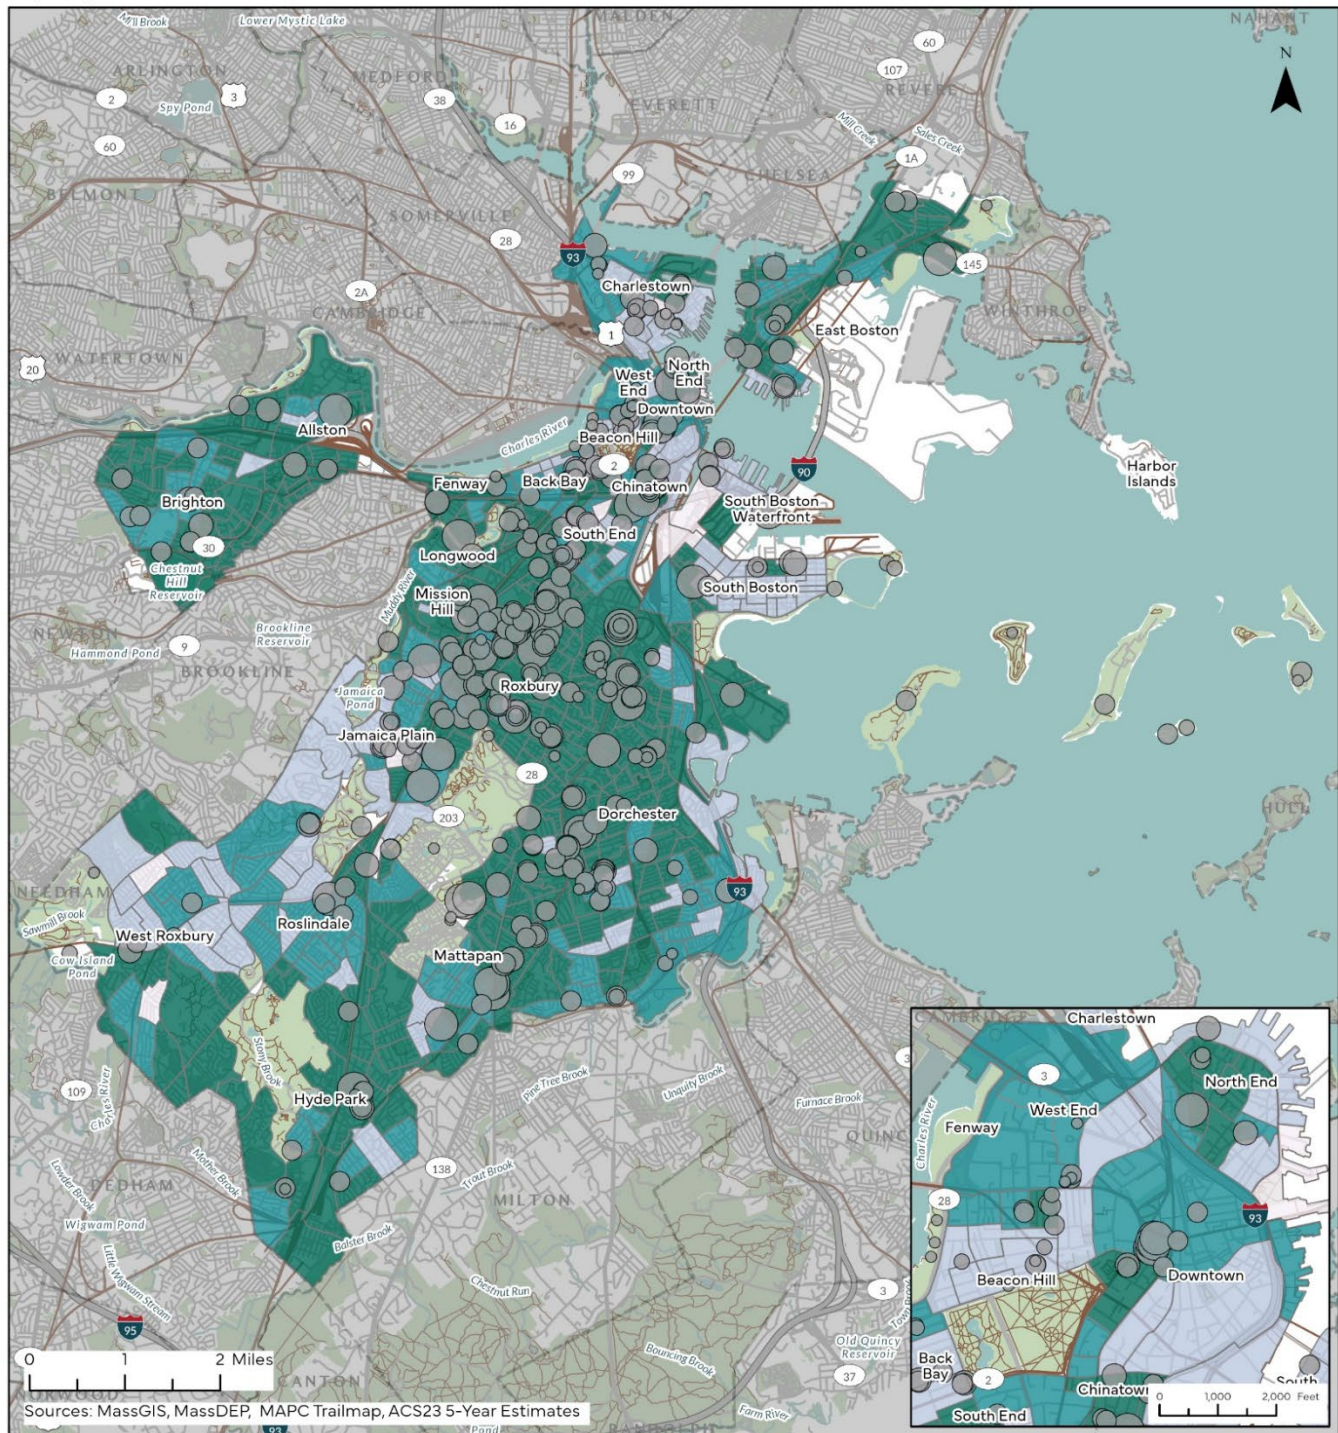 Mill Brook
Lower Mystic Lake
MALDEN
NAHANT
ARLINGTON
MEDFORD
60
107
REVERE
N
2
3
38
Spy Pond
EVERETT
16
Mill Creek
Sales Creek
60
99
1A
BELMONT
CHELSEA
SOMERVILLE
28
93
145
2A
Charlestown
CAMBRIDGE
WINTHROP
1
East Boston
WATERTOWN
20
West
End
North
End
Downtown
Allston
Charles River
Beacon Hill
2
Harbor
Islands
90
Fenway
Back Bay
Chinatown
Brighton
South Boston
Waterfront
South End
30
Longwood
Chestnut
Hill
Reservoir
Muddy River
Mission
Hill
South Boston
NEWTON
Brookline
Reservoir
Hammond Pond
9
BROOKLINE
Jamaica
Pond
Roxbury
Jamaica Plain
28
HULL
203
Dorchester
NEEDHAM
93
Sawmill Brook
Roslindale
West Roxbury
Mattapan
Cow Island
Pond
Stony Brook
109
Charles River
Hyde Park
Pine Tree Brook
Unquity Brook
Furnace Brook
QUINC
3
Mother Brook
138
Trout Brook
Lowder Brook
DEDHAM
MILTON
Wigwam Pond
Balster Brook
Little Wigwam Stream
Chestnut Run
3
Town Brook
95
Old Quincy
Reservoir
Bouncing Brook
37
0 1 2 Miles
CANTON
NORWOOD
Farm River
Sources: MassGIS, MassDEP, MAPC Trailmap, ACS23 5-Year Estimates
93
Pond
RANDOLPH
CAMBRIDGE
Charlestown
3
North End
West End
Charles River
Fenway
28
93
Beacon Hill
Downtown
Back
Bay
2
South
Chinatown
South End
0 1,000 2,000 Feet